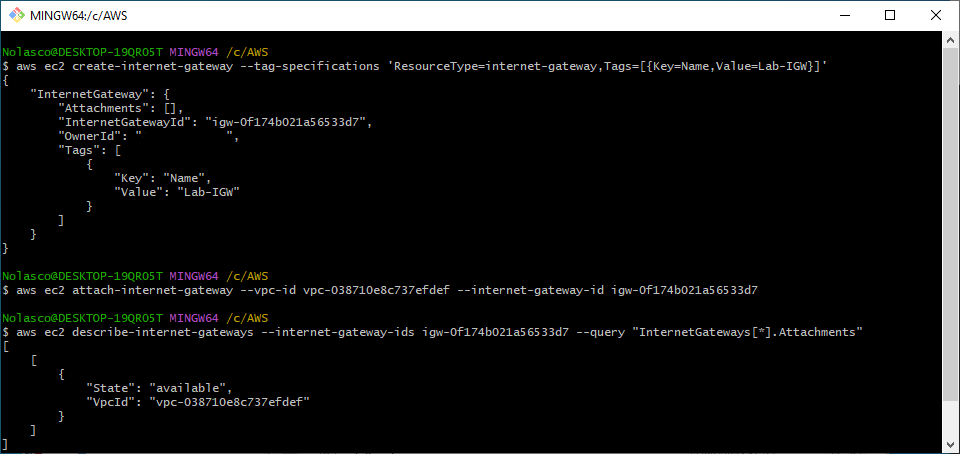 MINGW64:/c/AWS
Nolasco@DESKTOP-19QRO5T MINGW64 /c/AWS
$ aws ec2 create-internet-gateway --tag-specifications 'ResourceType=internet-gateway,Tags=[{Key=Name,Value=Lab-IGW}]'
{
    "InternetGateway": {
        "Attachments": [],
        "InternetGatewayId": "igw-0f174b021a56533d7",
        "OwnerId": "            ",
        "Tags": [
            {
                "Key": "Name",
                "Value": "Lab-IGW"
            }
        ]
    }
}
Nolasco@DESKTOP-19QRO5T MINGW64 /c/AWS
$ aws ec2 attach-internet-gateway --vpc-id vpc-038710e8c737efdef --internet-gateway-id igw-0f174b021a56533d7
Nolasco@DESKTOP-19QRO5T MINGW64 /c/AWS
$ aws ec2 describe-internet-gateways --internet-gateway-ids igw-0f174b021a56533d7 --query "InternetGateways[*].Attachments"
[
    [
        {
            "State": "available",
            "VpcId": "vpc-038710e8c737efdef"
        }
    ]
]